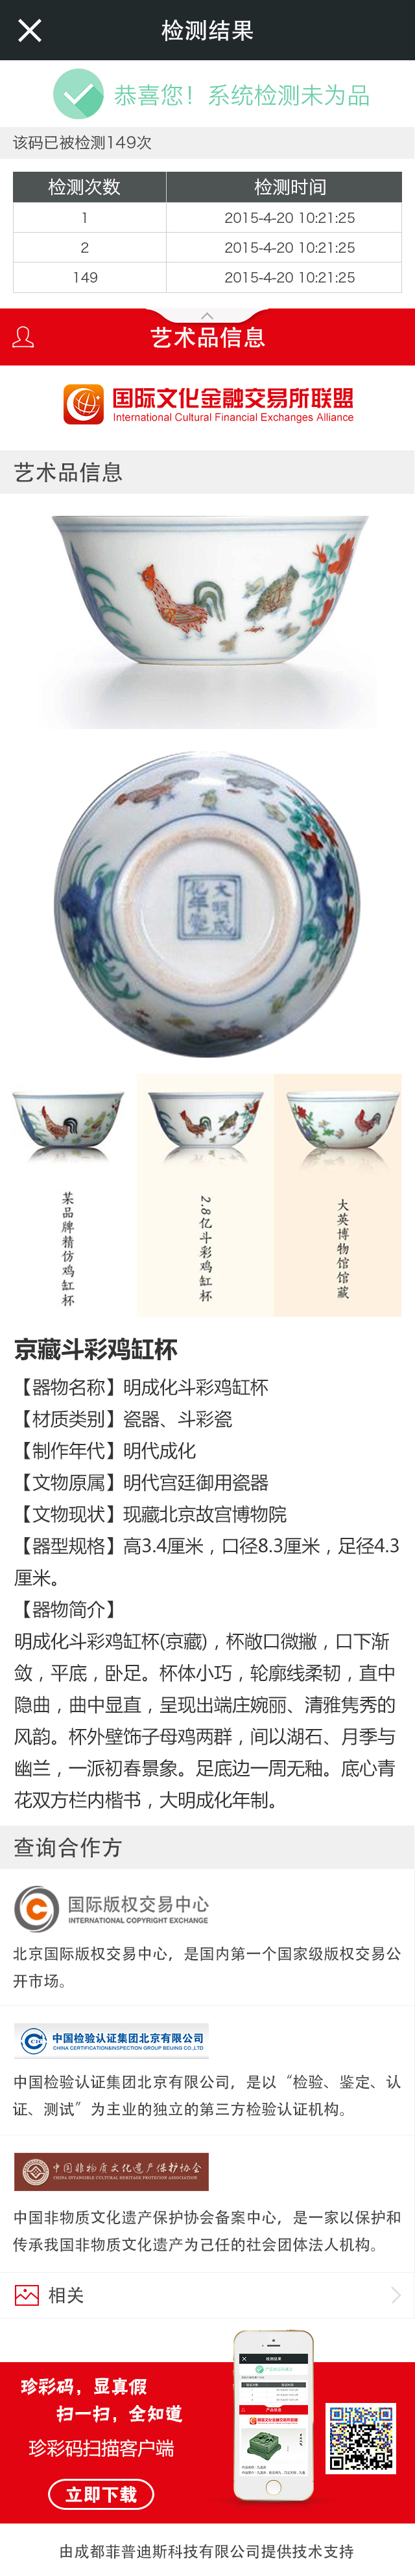 检测结果
恭喜您！系统检测未为品
该码已被检测149次
检测次数 检测时间
1 2015-4-20 10:21:25
2 2015-4-20 10:21:25
149 2015-4-20 10:21:25
艺术品信息
国际文化金融交易所联盟
International Cultural Financial Exchanges Alliance
艺术品信息
大明成
化年製
某品牌精仿鸡缸杯
2.8亿斗彩鸡缸杯
大英博物馆馆藏
京藏斗彩鸡缸杯
【器物名称】明成化斗彩鸡缸杯
【材质类别】瓷器、斗彩瓷
【制作年代】明代成化
【文物原属】明代宫廷御用瓷器
【文物现状】现藏北京故宫博物院
【器型规格】高3.4厘米，口径8.3厘米，足径4.3
厘米。
【器物简介】
明成化斗彩鸡缸杯(京藏)，杯敞口微撇，口下渐
敛，平底，卧足。杯体小巧，轮廓线柔韧，直中
隐曲，曲中显直，呈现出端庄婉丽、清雅隽秀的
风韵。杯外壁饰子母鸡两群，间以湖石、月季与
幽兰，一派初春景象。足底边一周无釉。底心青
花双方栏内楷书，大明成化年制。
查询合作方
国际版权交易中心
INTERNATIONAL COPYRIGHT EXCHANGE
北京国际版权交易中心，是国内第一个国家级版权交易公
开市场。
中国检验认证集团北京有限公司
CHINA CERTIFICATION&INSPECTION GROUP BEIJING CO.,LTD
中国检验认证集团北京有限公司，是以“检验、鉴定、认
证、测试”为主业的独立的第三方检验认证机构。
中国非物质文化遗产保护协会
CHINA INTANGIBLE CULTURAL HERITAGE PROTECION ASSOCIATION
中国非物质文化遗产保护协会备案中心，是一家以保护和
传承我国非物质文化遗产为己任的社会团体法人机构。
相关
珍彩码，显真假
扫一扫，全知道
珍彩码扫描客户端
立即下载
检测结果
产品信息
国际文化金融交易所联盟
由成都菲普迪斯科技有限公司提供技术支持